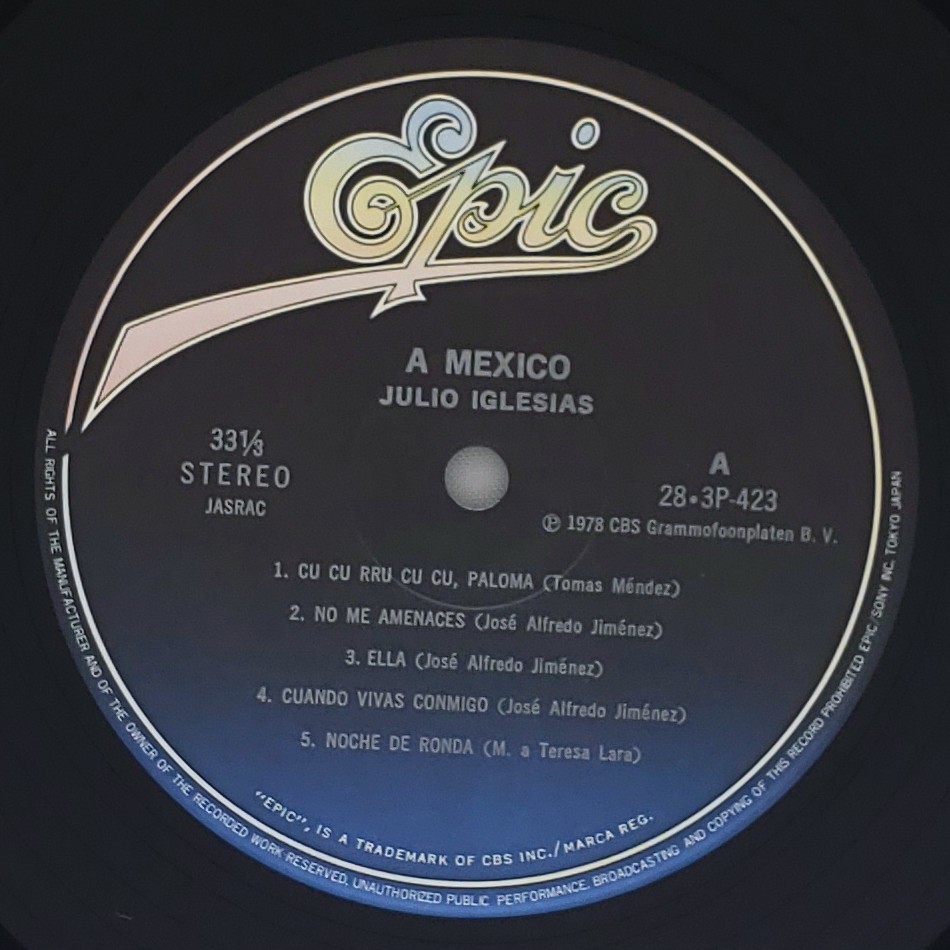 Epic
A MEXICO
JULIO IGLESIAS
33⅓
STEREO
JASRAC
A
28•3P-423
Ⓟ 1978 CBS Grammofoonplaten B. V.
1. CU CU RRU CU CU, PALOMA (Tomas Méndez)
2. NO ME AMENACES (José Alfredo Jiménez)
3. ELLA (José Alfredo Jiménez)
4. CUANDO VIVAS CONMIGO (José Alfredo Jiménez)
5. NOCHE DE RONDA (M. a Teresa Lara)
“EPIC”, IS A TRADEMARK OF CBS INC./MARCA REG.
ALL RIGHTS OF THE MANUFACTURER AND OF THE OWNER OF THE RECORDED WORK RESERVED. UNAUTHORIZED PUBLIC PERFORMANCE. BROADCASTING AND COPYING OF THIS RECORD PROHIBITED EPIC/SONY INC. TOKYO JAPAN